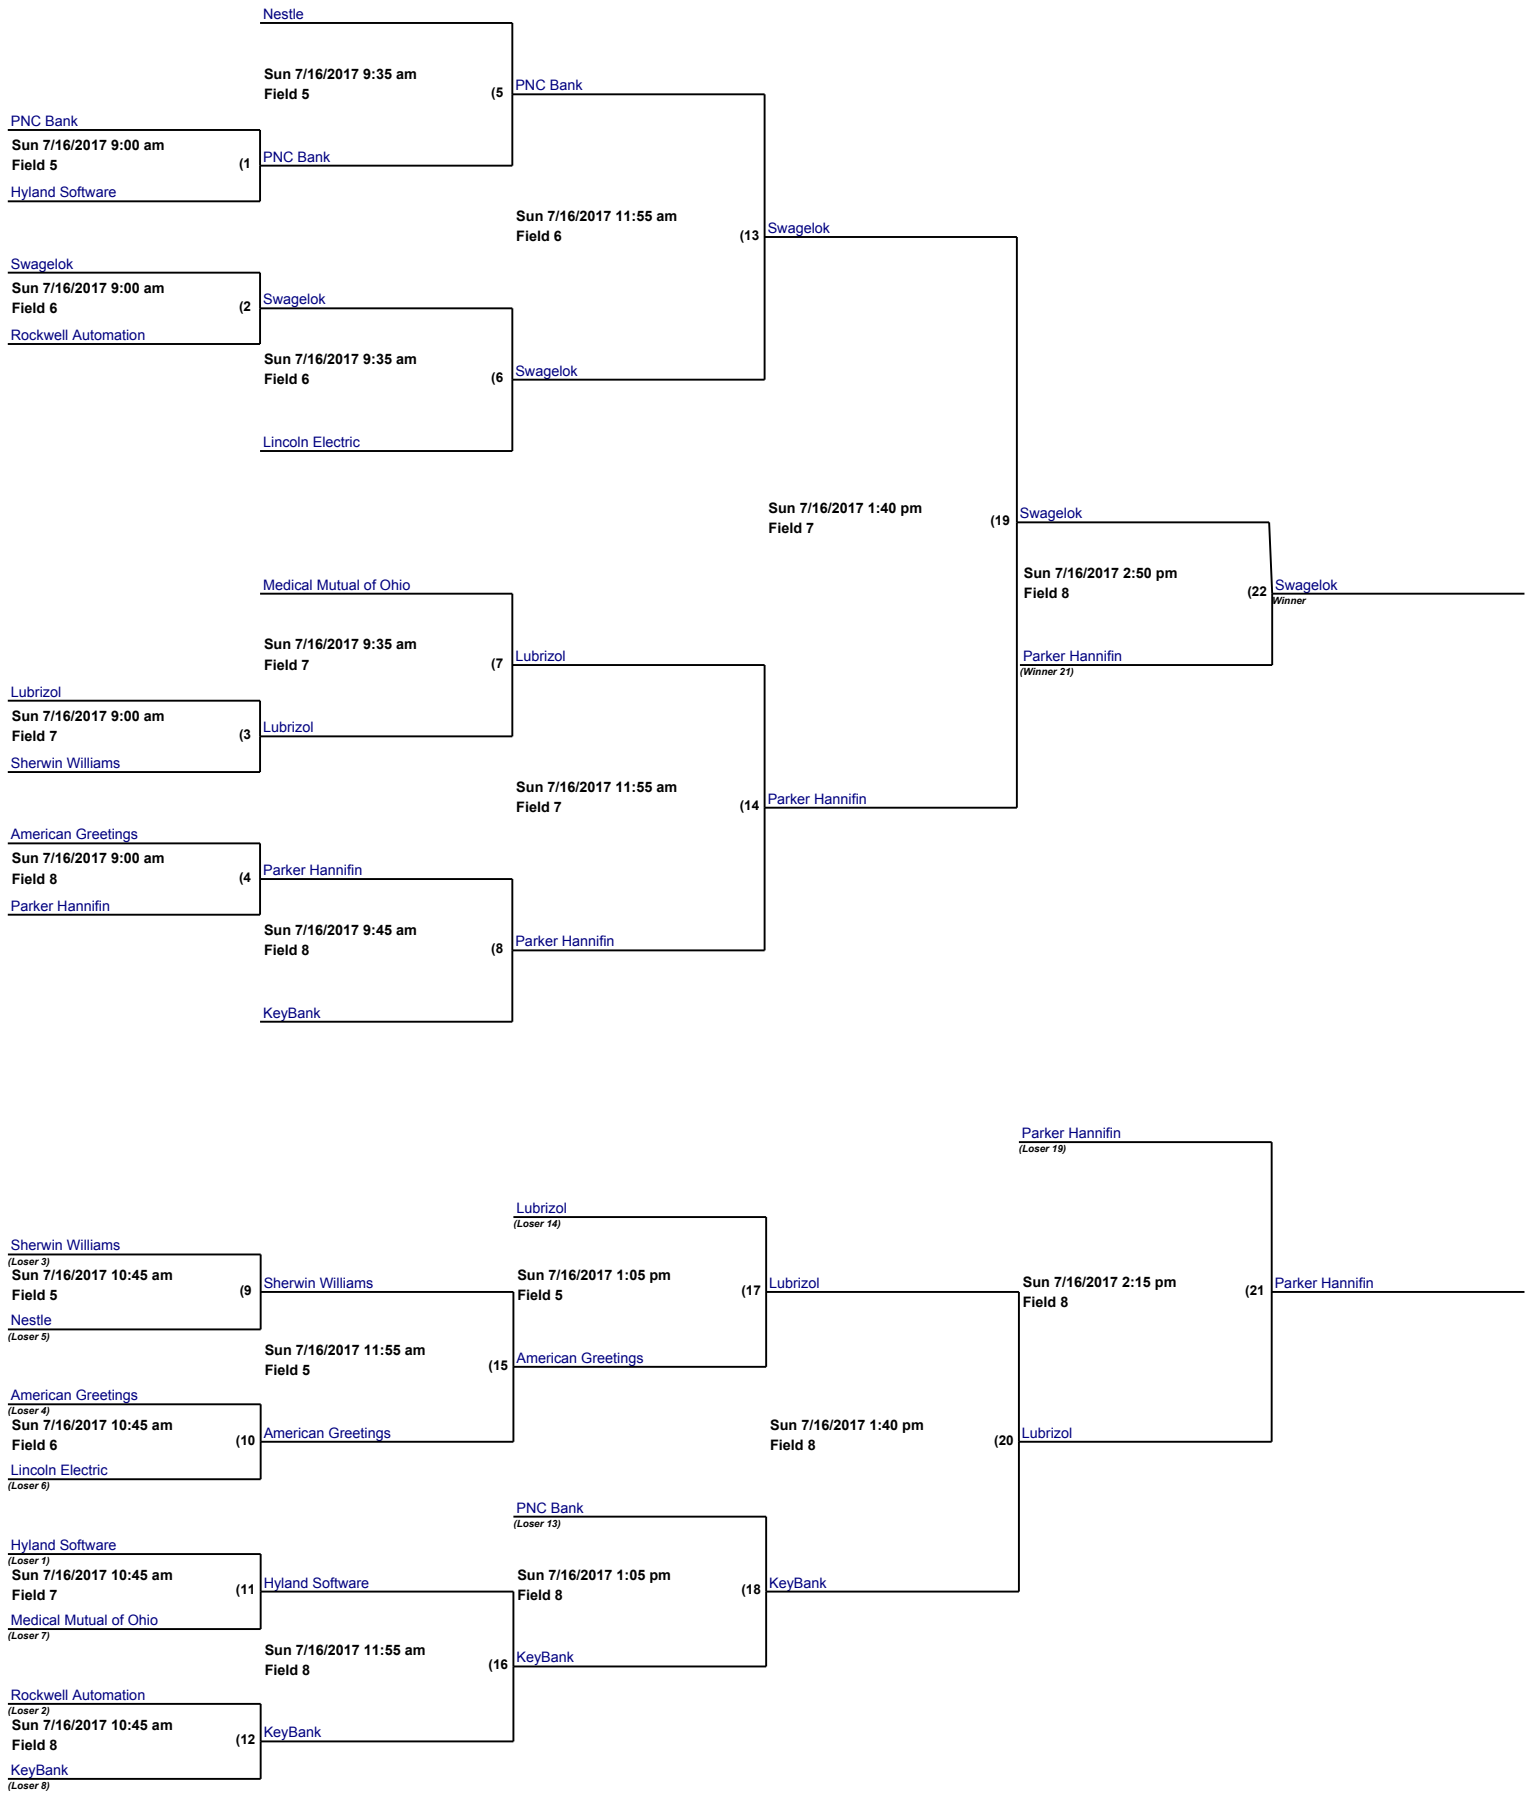 Nestle
Sun 7/16/2017 9:35 am
Field 5
(5
PNC Bank
PNC Bank
Sun 7/16/2017 9:00 am
Field 5
(1
PNC Bank
Hyland Software
Sun 7/16/2017 11:55 am
Field 6
(13
Swagelok
Swagelok
Sun 7/16/2017 9:00 am
Field 6
(2
Swagelok
Rockwell Automation
Sun 7/16/2017 9:35 am
Field 6
(6
Swagelok
Lincoln Electric
Sun 7/16/2017 1:40 pm
Field 7
(19
Swagelok
Sun 7/16/2017 2:50 pm
Field 8
(22
Swagelok
Winner
Medical Mutual of Ohio
Sun 7/16/2017 9:35 am
Field 7
(7
Lubrizol
Parker Hannifin
(Winner 21)
Lubrizol
Sun 7/16/2017 9:00 am
Field 7
(3
Lubrizol
Sherwin Williams
Sun 7/16/2017 11:55 am
Field 7
(14
Parker Hannifin
American Greetings
Sun 7/16/2017 9:00 am
Field 8
(4
Parker Hannifin
Parker Hannifin
Sun 7/16/2017 9:45 am
Field 8
(8
Parker Hannifin
KeyBank
Parker Hannifin
(Loser 19)
Lubrizol
(Loser 14)
Sherwin Williams
(Loser 3)
Sun 7/16/2017 10:45 am
Field 5
(9
Sherwin Williams
Nestle
(Loser 5)
Sun 7/16/2017 1:05 pm
Field 5
(17
Lubrizol
Sun 7/16/2017 2:15 pm
Field 8
(21
Parker Hannifin
Sun 7/16/2017 11:55 am
Field 5
(15
American Greetings
American Greetings
(Loser 4)
Sun 7/16/2017 10:45 am
Field 6
(10
American Greetings
Lincoln Electric
(Loser 6)
Sun 7/16/2017 1:40 pm
Field 8
(20
Lubrizol
PNC Bank
(Loser 13)
Hyland Software
(Loser 1)
Sun 7/16/2017 10:45 am
Field 7
(11
Hyland Software
Medical Mutual of Ohio
(Loser 7)
Sun 7/16/2017 1:05 pm
Field 8
(18
KeyBank
Sun 7/16/2017 11:55 am
Field 8
(16
KeyBank
Rockwell Automation
(Loser 2)
Sun 7/16/2017 10:45 am
Field 8
(12
KeyBank
KeyBank
(Loser 8)